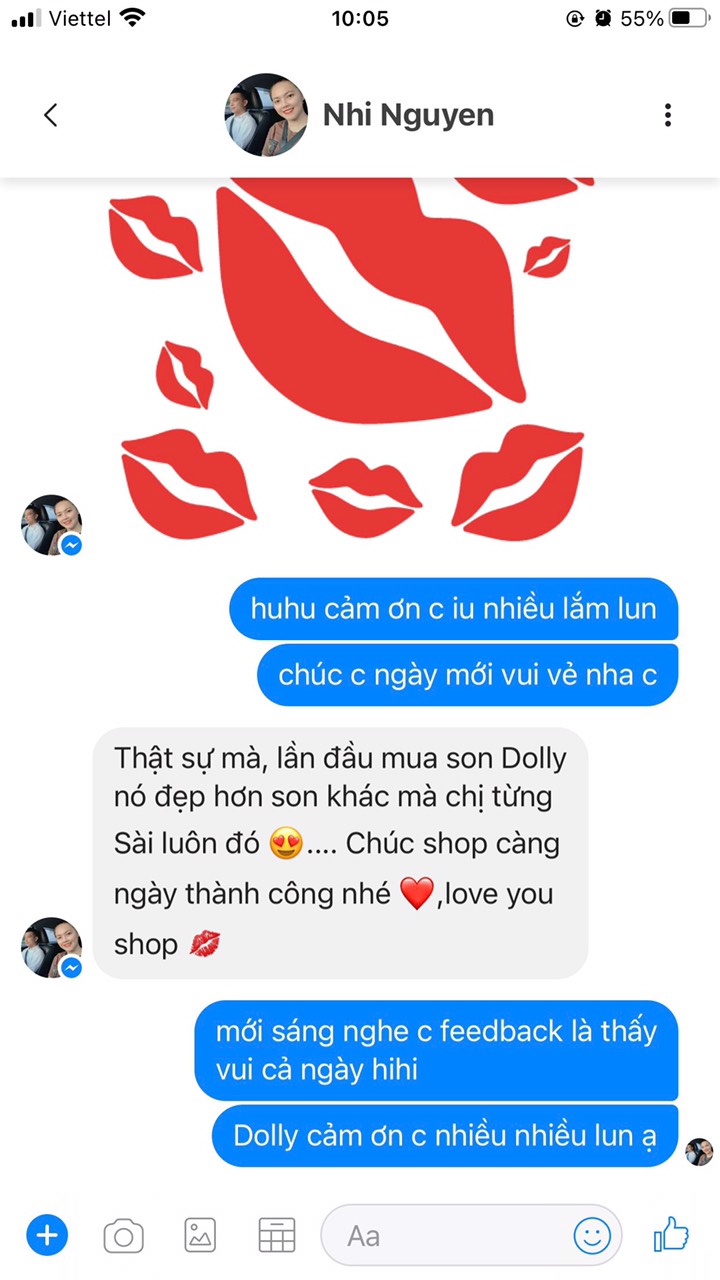 Viettel 10:05 55%
Nhi Nguyen
huhu cảm ơn c iu nhiều lắm lun
chúc c ngày mới vui vẻ nha c
Thật sự mà, lần đầu mua son Dolly
nó đẹp hơn son khác mà chị từng
Sài luôn đó 😍.... Chúc shop càng
ngày thành công nhé ❤️,love you
shop 💋
mới sáng nghe c feedback là thấy
vui cả ngày hihi
Dolly cảm ơn c nhiều nhiều lun ạ
Aa